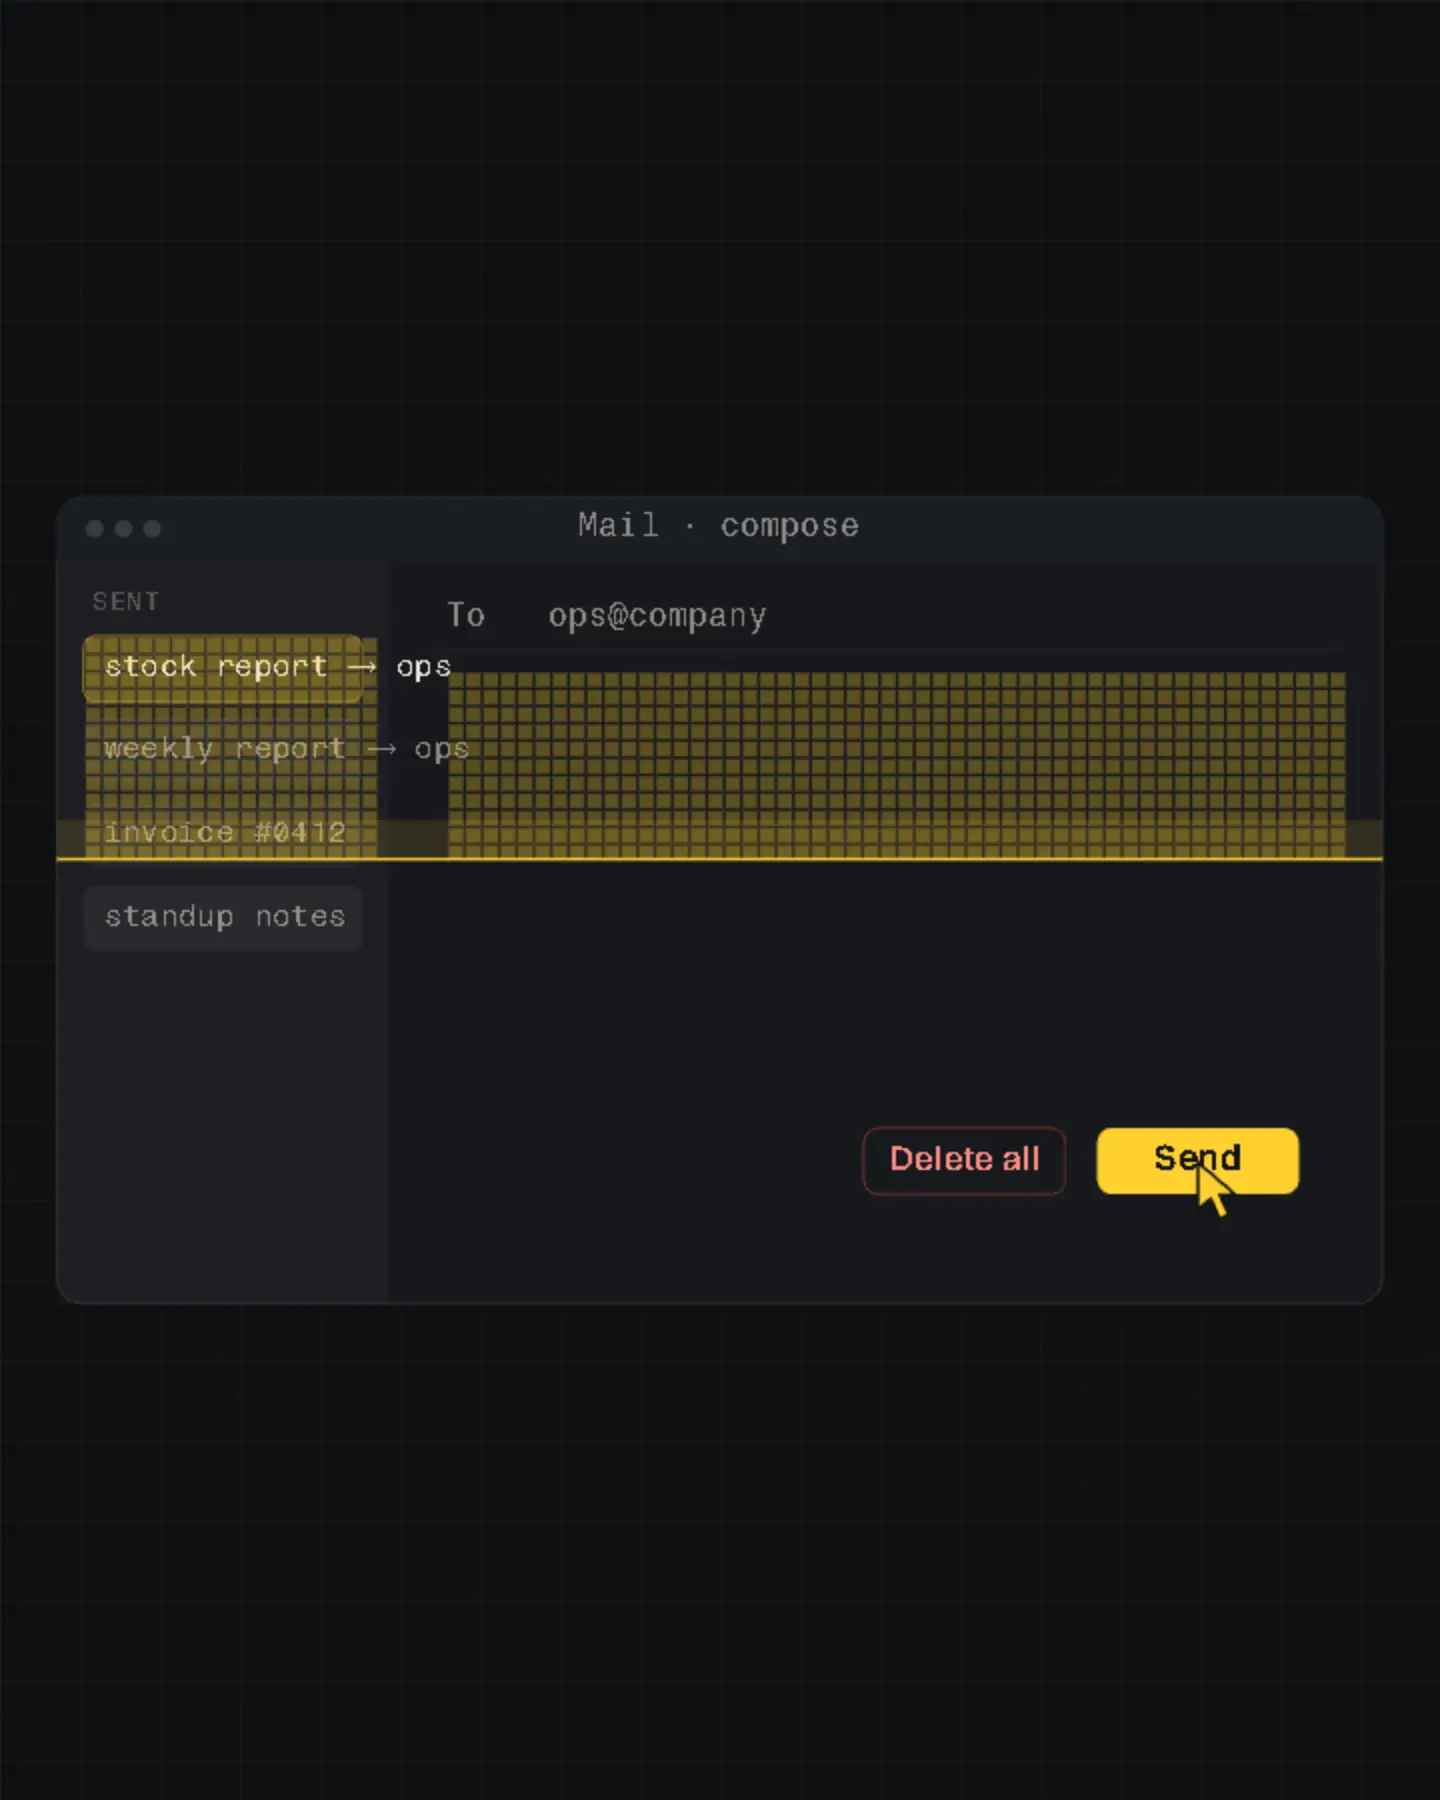 Mail · compose
SENT
To ops@company
stock report → ops
weekly report → ops
invoice #0412
standup notes
Delete all
Send